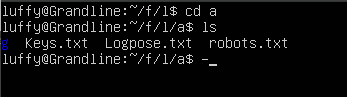 luffy@Grandline:~/f/l$ cd a
luffy@Grandline:~/f/l/a$ ls
Keys.txt  Logpose.txt  robots.txt
luffy@Grandline:~/f/l/a$ -_